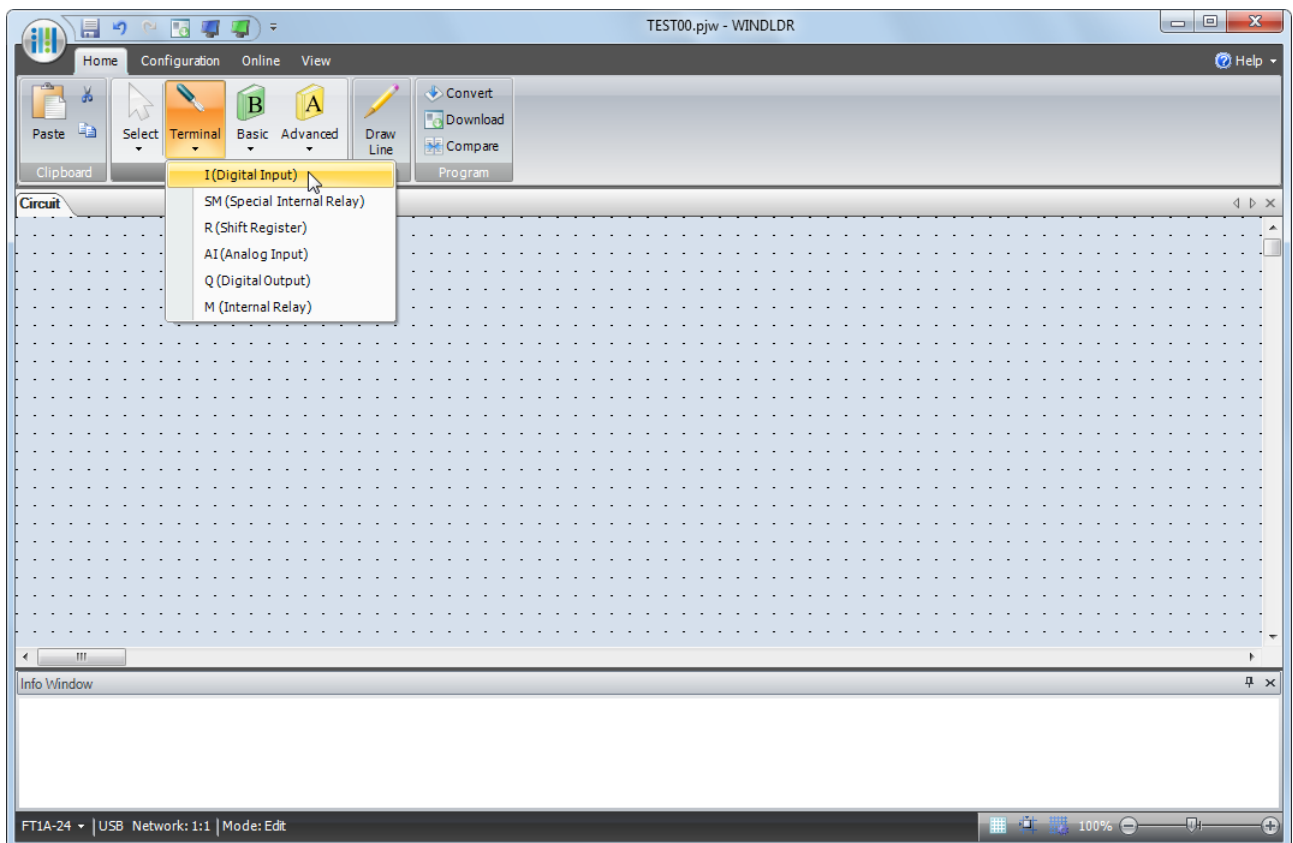 TEST00.pjw - WINDLDR
Home Configuration Online View Help
Paste Select Terminal Basic Advanced Draw Line Convert
Download
Compare
Clipboard Program
I (Digital Input)
SM (Special Internal Relay)
R (Shift Register)
AI (Analog Input)
Q (Digital Output)
M (Internal Relay)
Circuit
Info Window
FT1A-24 USB Network: 1:1 Mode: Edit 100%